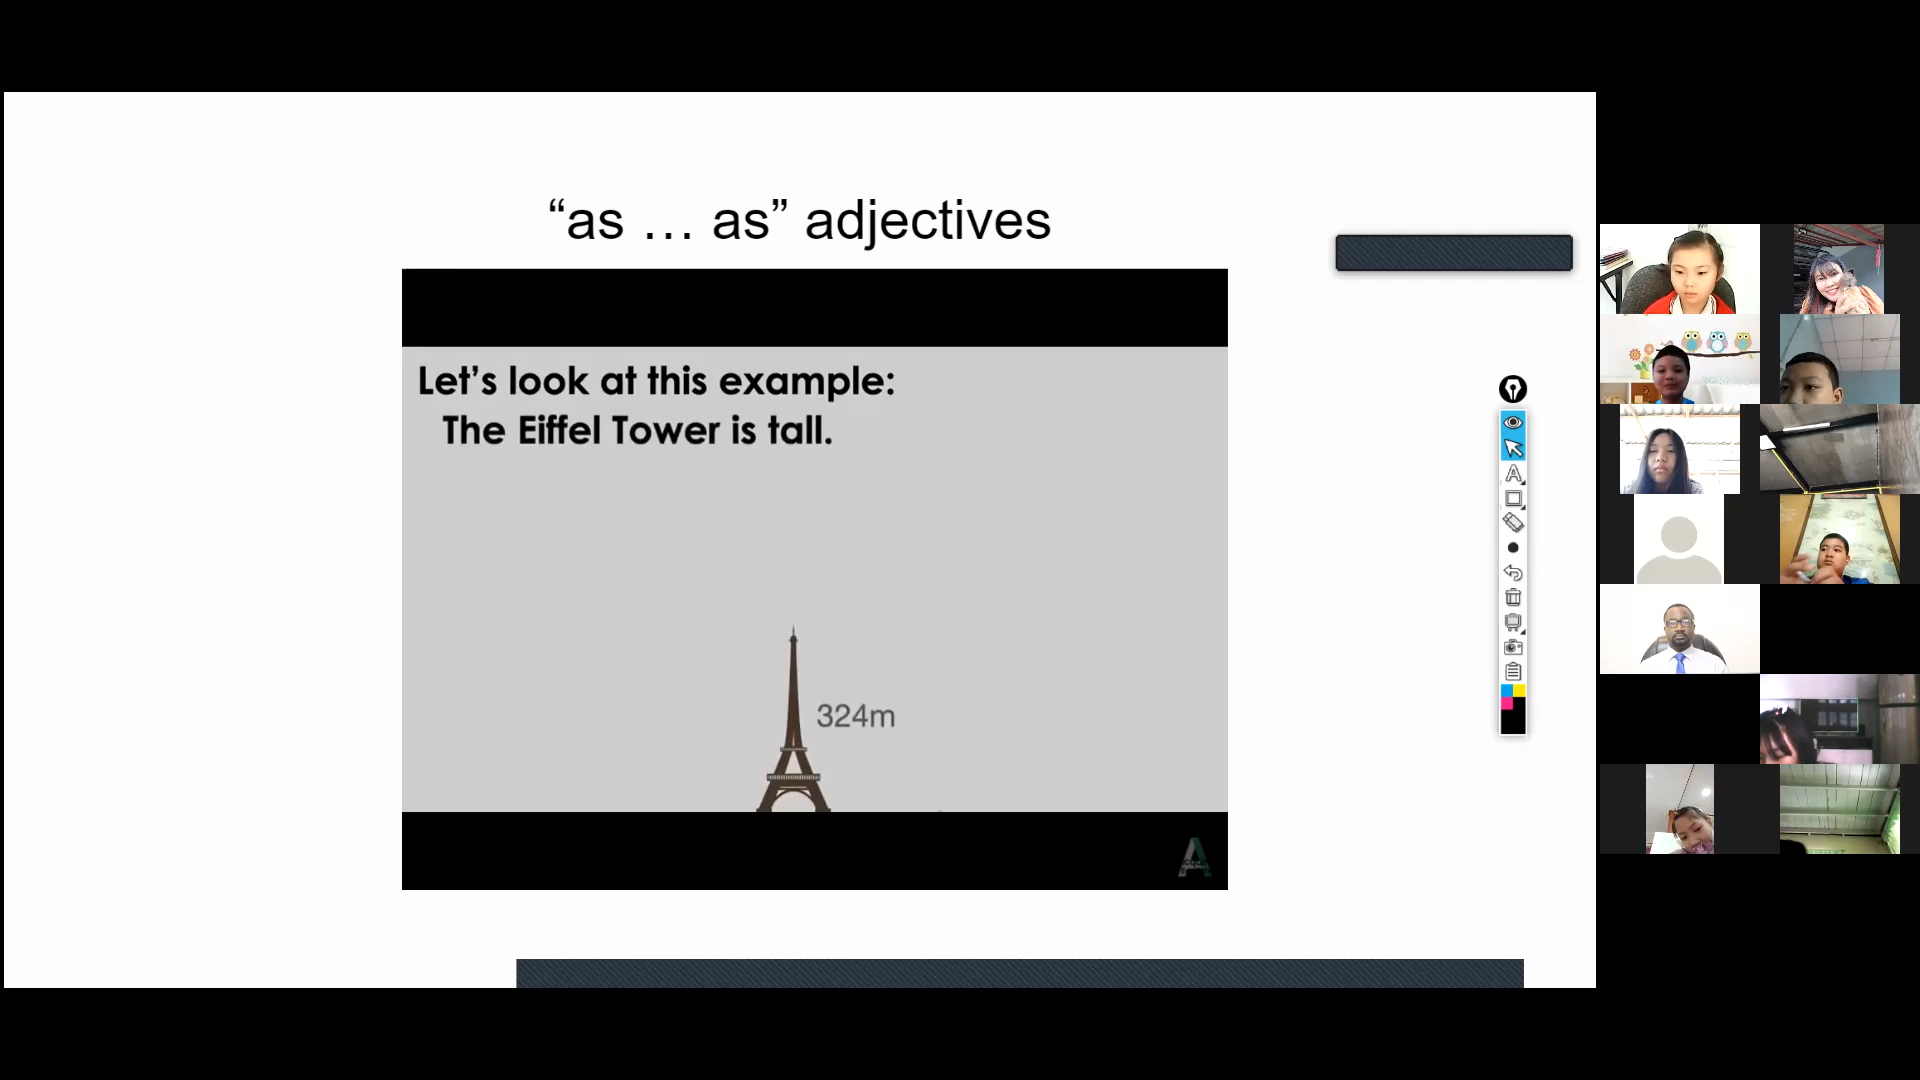 “as … as” adjectives
Let’s look at this example:
The Eiffel Tower is tall.
324m